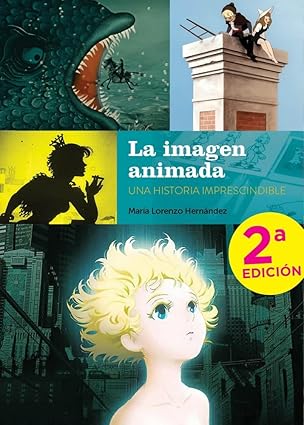 La imagen
animada
UNA HISTORIA IMPRESCINDIBLE
María Lorenzo Hernández
2ª
EDICIÓN